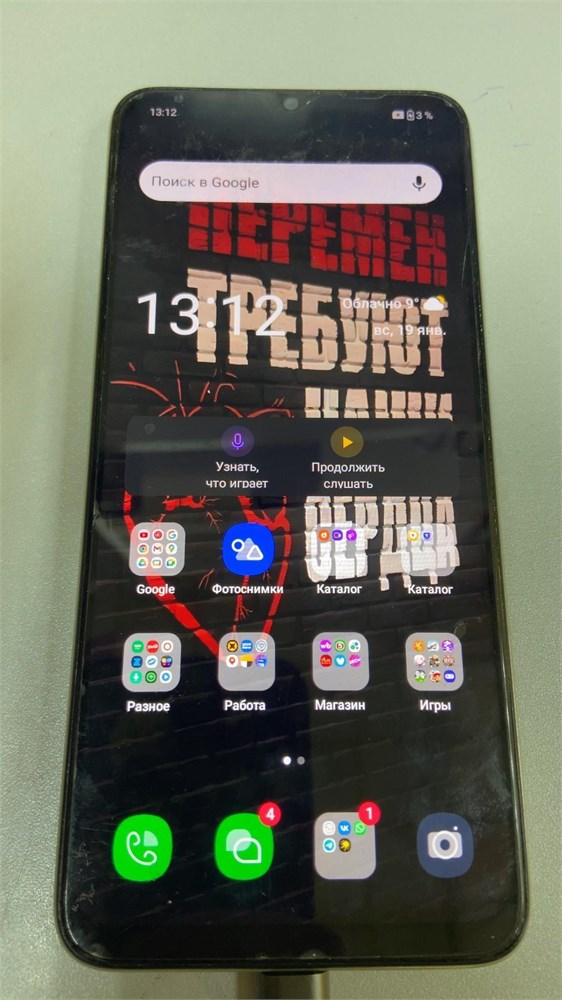 13:12
3 %
Поиск в Google
ПЕРЕМЕН
ТРЕБУЮТ
13:12
Облачно 9°
вс, 19 янв.
НАШИ
Узнать,
что играет
Продолжить
слушать
СЕРДЦА
Google
Фотоснимки
Каталог
Каталог
Разное
Работа
Магазин
Игры
4
1